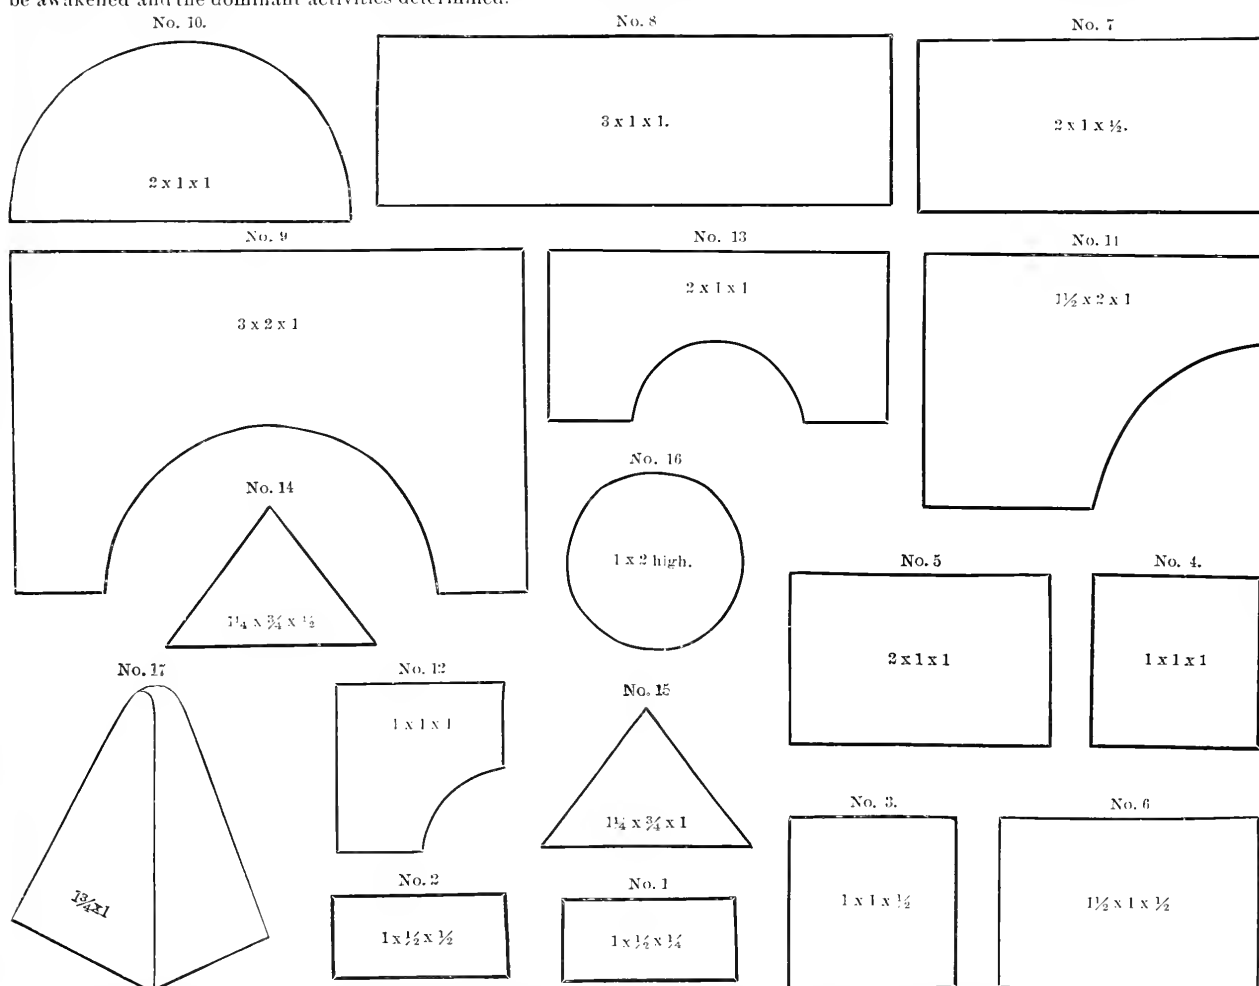 be awakened and the dominant activities determined.
No. 10.
2 x 1 x 1
No. 8
3 x 1 x 1.
No. 7
2 x 1 x ½.
No. 9
3 x 2 x 1
No. 13
2 x 1 x 1
No. 11
1½ x 2 x 1
No. 14
1¼ x ¾ x ½
No. 16
1 x 2 high.
No. 5
2 x 1 x 1
No. 4.
1 x 1 x 1
No. 17
1¾x1
No. 12
1 x 1 x 1
No. 15
1¼ x ¾ x 1
No. 3.
1 x 1 x ½
No. 6
1½ x 1 x ½
No. 2
1 x ½ x ½
No. 1
1 x ½ x ¼